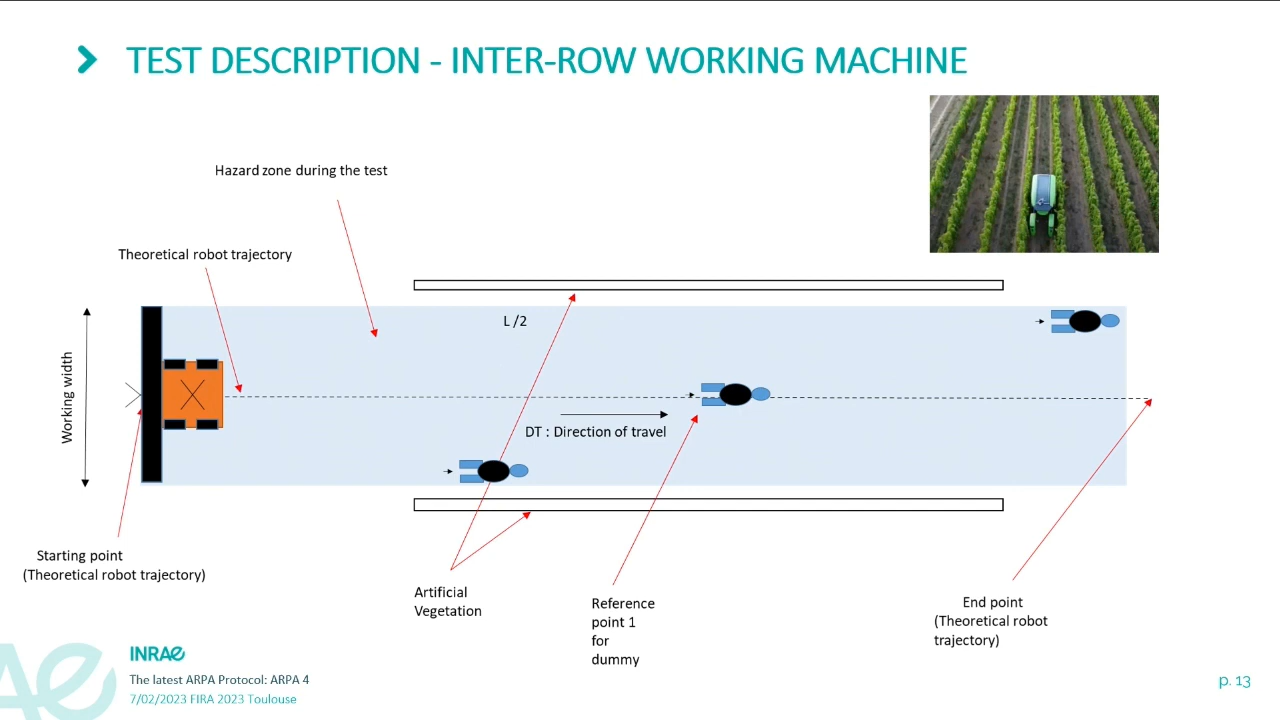 TEST DESCRIPTION - INTER-ROW WORKING MACHINE
Hazard zone during the test
Theoretical robot trajectory
L /2
Working width
DT : Direction of travel
Starting point
(Theoretical robot trajectory)
Artificial
Vegetation
Reference
point 1
for
dummy
End point
(Theoretical robot
trajectory)
INRAE
The latest ARPA Protocol: ARPA 4
7/02/2023 FIRA 2023 Toulouse
p. 13